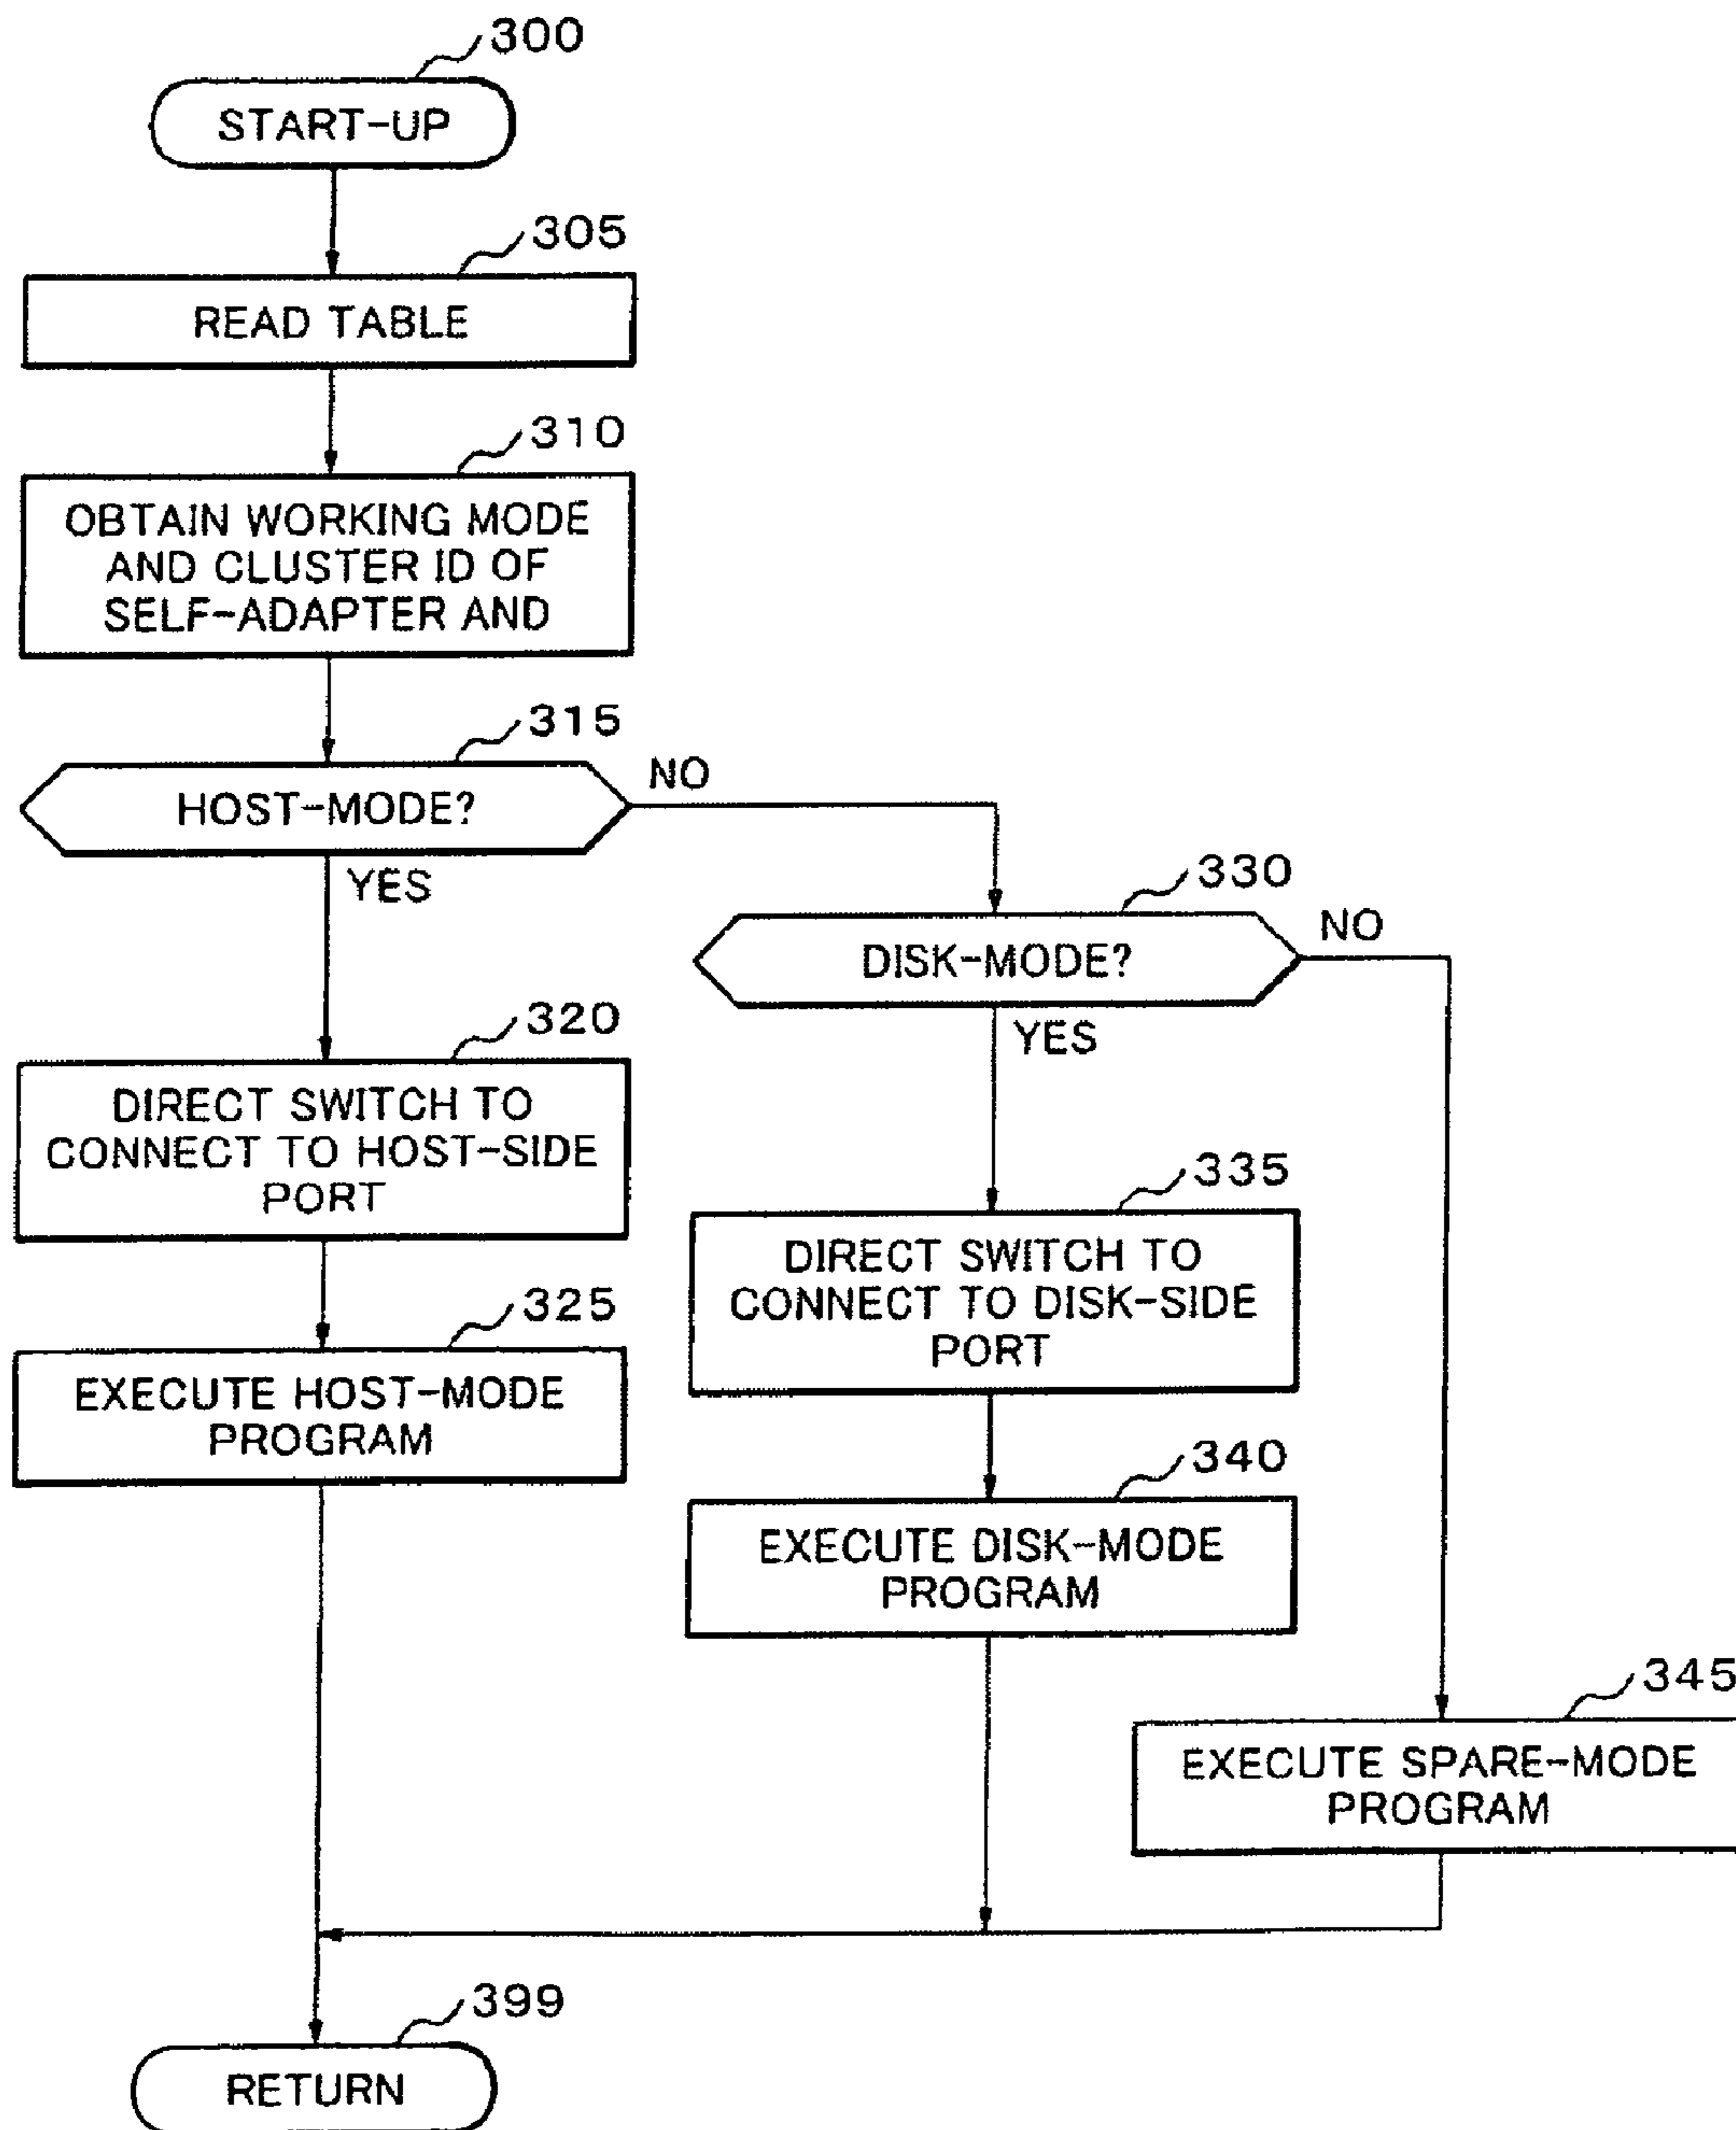 300
START-UP
305
READ TABLE
310
OBTAIN WORKING MODE
AND CLUSTER ID OF
SELF-ADAPTER AND
315
HOST-MODE?
NO
YES
330
DISK-MODE?
NO
YES
320
DIRECT SWITCH TO
CONNECT TO HOST-SIDE
PORT
335
DIRECT SWITCH TO
CONNECT TO DISK-SIDE
PORT
325
EXECUTE HOST-MODE
PROGRAM
340
EXECUTE DISK-MODE
PROGRAM
345
EXECUTE SPARE-MODE
PROGRAM
399
RETURN